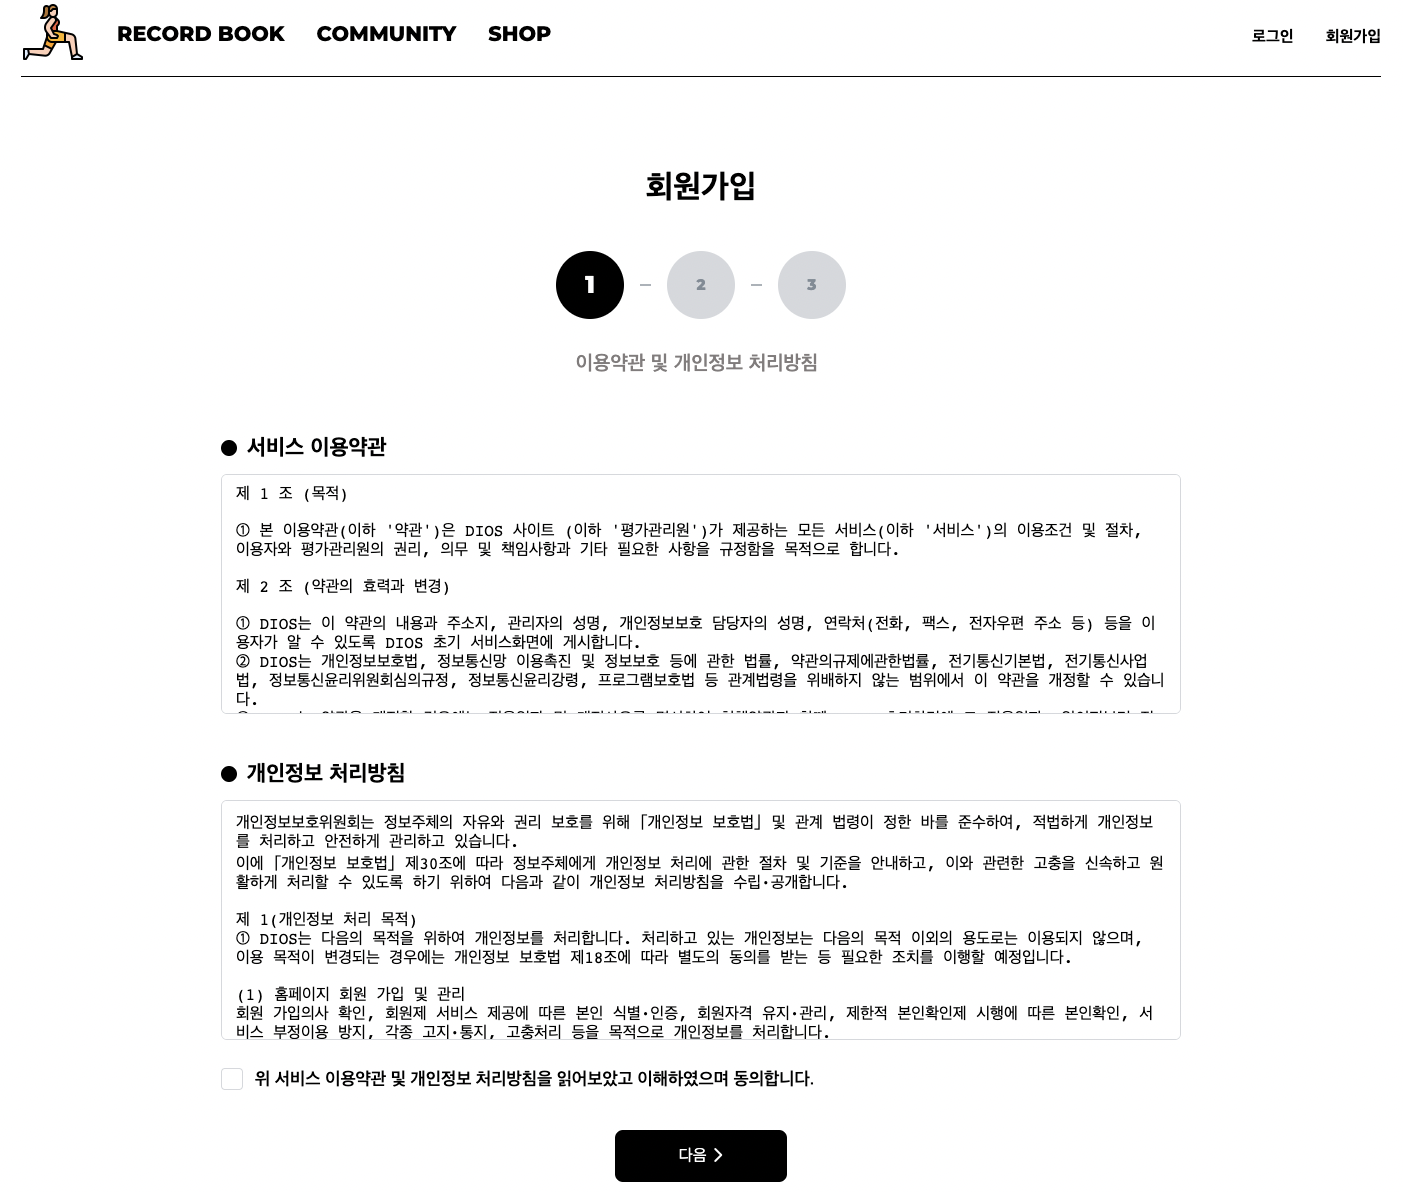 RECORD BOOK COMMUNITY SHOP 로그인 회원가입
회원가입
1 – 2 – 3
이용약관 및 개인정보 처리방침
● 서비스 이용약관
제 1 조 (목적)
① 본 이용약관(이하 '약관')은 DIOS 사이트 (이하 '평가관리원')가 제공하는 모든 서비스(이하 '서비스')의 이용조건 및 절차,
이용자와 평가관리원의 권리, 의무 및 책임사항과 기타 필요한 사항을 규정함을 목적으로 합니다.
제 2 조 (약관의 효력과 변경)
① DIOS는 이 약관의 내용과 주소지, 관리자의 성명, 개인정보보호 담당자의 성명, 연락처(전화, 팩스, 전자우편 주소 등) 등을 이
용자가 알 수 있도록 DIOS 초기 서비스화면에 게시합니다.
② DIOS는 개인정보보호법, 정보통신망 이용촉진 및 정보보호 등에 관한 법률, 약관의규제에관한법률, 전기통신기본법, 전기통신사업
법, 정보통신윤리위원회심의규정, 정보통신윤리강령, 프로그램보호법 등 관계법령을 위배하지 않는 범위에서 이 약관을 개정할 수 있습니
다.
● 개인정보 처리방침
개인정보보호위원회는 정보주체의 자유와 권리 보호를 위해 「개인정보 보호법」 및 관계 법령이 정한 바를 준수하여, 적법하게 개인정보
를 처리하고 안전하게 관리하고 있습니다.
이에 「개인정보 보호법」 제30조에 따라 정보주체에게 개인정보 처리에 관한 절차 및 기준을 안내하고, 이와 관련한 고충을 신속하고 원
활하게 처리할 수 있도록 하기 위하여 다음과 같이 개인정보 처리방침을 수립·공개합니다.
제 1(개인정보 처리 목적)
① DIOS는 다음의 목적을 위하여 개인정보를 처리합니다. 처리하고 있는 개인정보는 다음의 목적 이외의 용도로는 이용되지 않으며,
이용 목적이 변경되는 경우에는 개인정보 보호법 제18조에 따라 별도의 동의를 받는 등 필요한 조치를 이행할 예정입니다.
(1) 홈페이지 회원 가입 및 관리
회원 가입의사 확인, 회원제 서비스 제공에 따른 본인 식별·인증, 회원자격 유지·관리, 제한적 본인확인제 시행에 따른 본인확인, 서
비스 부정이용 방지, 각종 고지·통지, 고충처리 등을 목적으로 개인정보를 처리합니다.
위 서비스 이용약관 및 개인정보 처리방침을 읽어보았고 이해하였으며 동의합니다.
다음 >